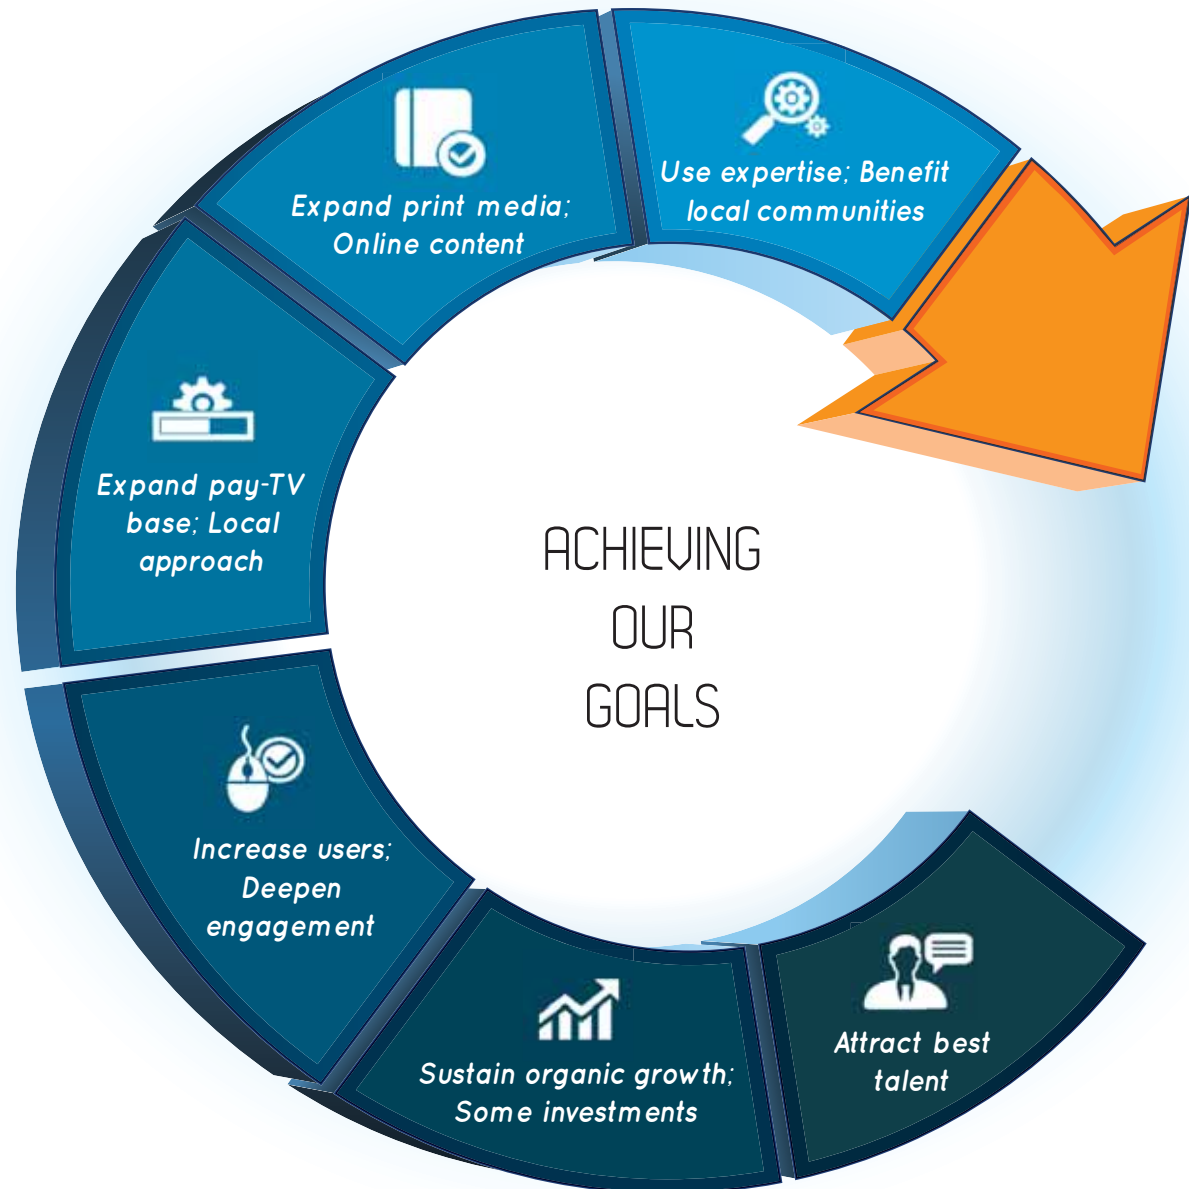 Use expertise; Benefit
local communities
Expand print media;
Online content
Expand pay-TV
base; Local
approach
ACHIEVING
OUR
GOALS
Increase users;
Deepen
engagement
Sustain organic growth;
Some investments
Attract best
talent